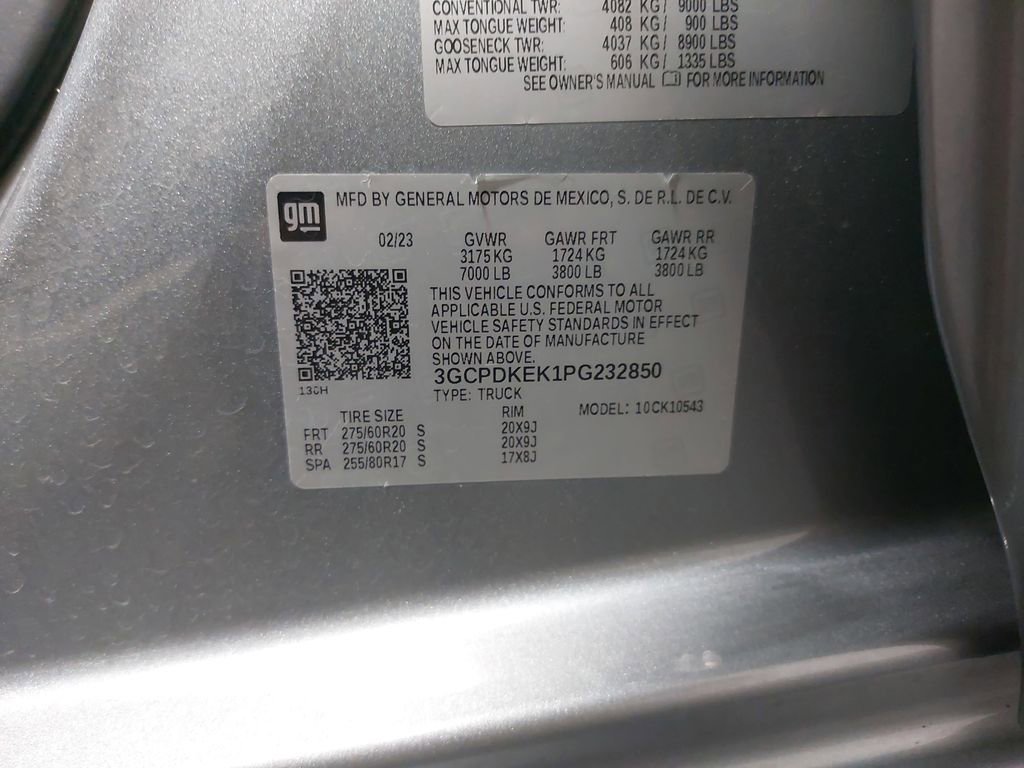 CONVENTIONAL TWR: 4082 KG/ 9000 LBS
MAX TONGUE WEIGHT: 408 KG/ 900 LBS
GOOSENECK TWR: 4037 KG/ 8900 LBS
MAX TONGUE WEIGHT: 606 KG/ 1335 LBS
SEE OWNER'S MANUAL FOR MORE INFORMATION
gm
MFD BY GENERAL MOTORS DE MEXICO, S. DE R.L. DE C.V.
02/23 GVWR GAWR FRT GAWR RR
3175 KG 1724 KG 1724 KG
7000 LB 3800 LB 3800 LB
THIS VEHICLE CONFORMS TO ALL
APPLICABLE U.S. FEDERAL MOTOR
VEHICLE SAFETY STANDARDS IN EFFECT
ON THE DATE OF MANUFACTURE
SHOWN ABOVE.
3GCPDKEK1PG232850
TYPE: TRUCK
MODEL: 10CK10543
TIRE SIZE RIM
FRT 275/60R20 S 20X9J
RR 275/60R20 S 20X9J
SPA 255/80R17 S 17X8J